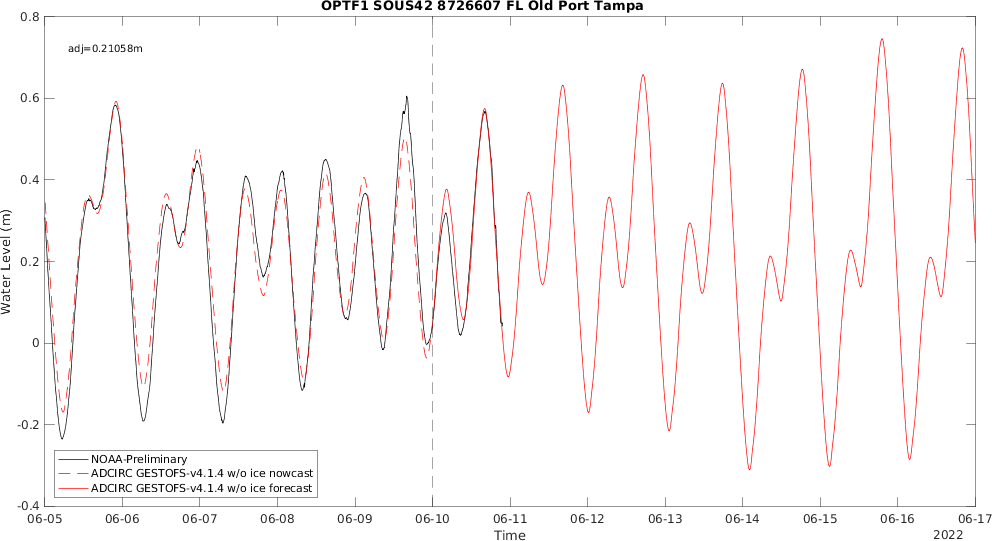 OPTF1 SOUS42 8726607 FL Old Port Tampa
0.8
adj=0.21058m
0.6
0.4
0.2
0
-0.2
-0.4
Water Level (m)
NOAA-Preliminary
ADCIRC GESTOFS-v4.1.4 w/o ice nowcast
ADCIRC GESTOFS-v4.1.4 w/o ice forecast
06-05 06-06 06-07 06-08 06-09 06-10 06-11 06-12 06-13 06-14 06-15 06-16 06-17
Time
2022